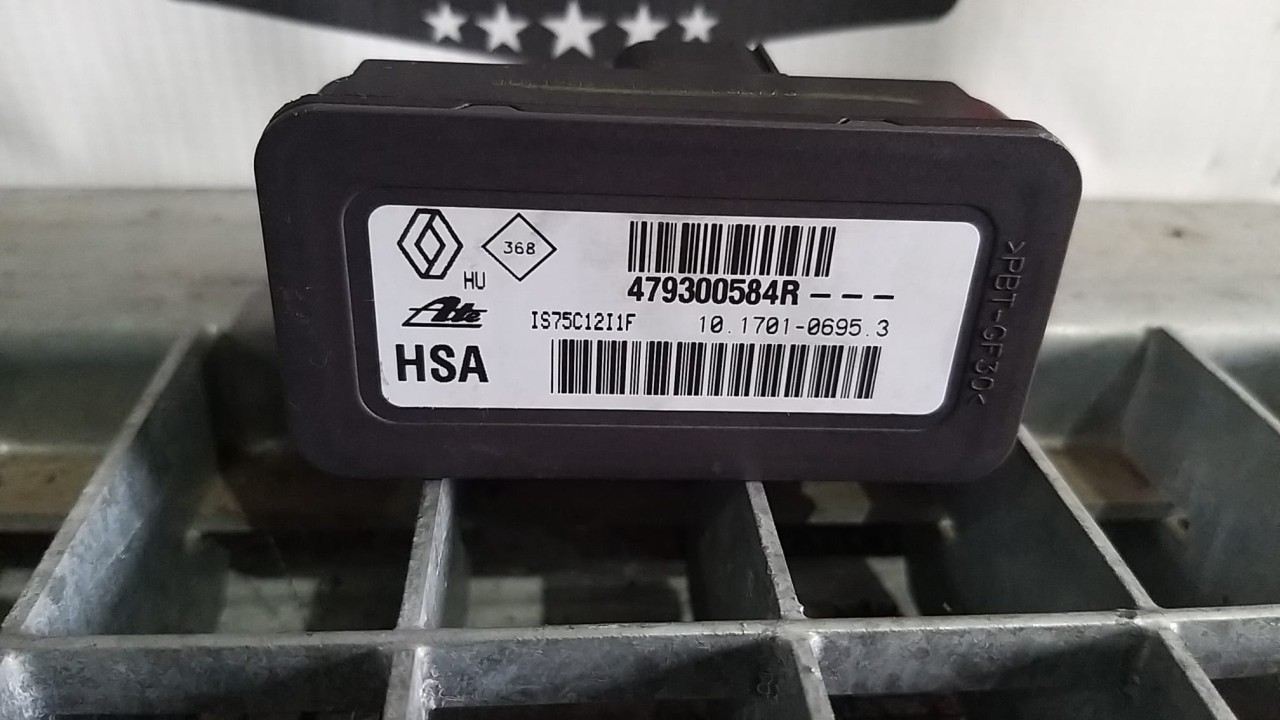 368
HU
479300584R---
Ate
IS75C12I1F 10.1701-0695.3
HSA
>PBT-GF30<